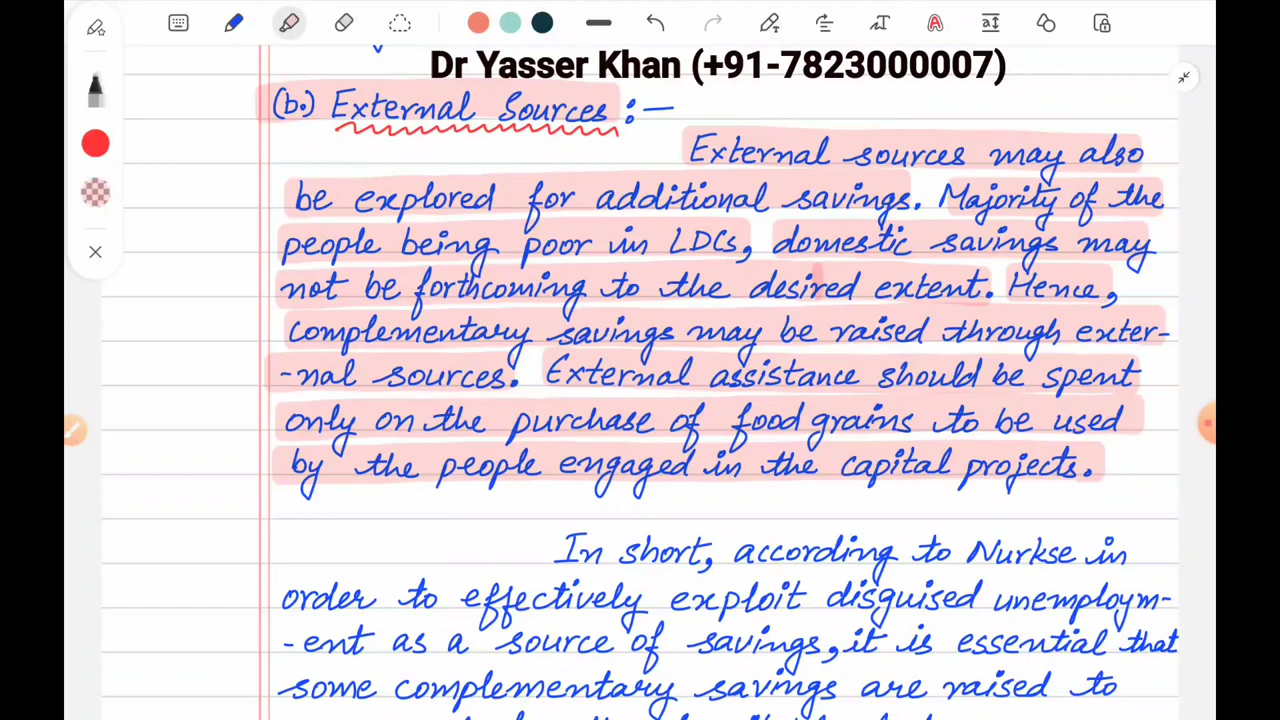 Dr Yasser Khan (+91-7823000007)
(b.) External Sources :—
External sources may also
be explored for additional savings. Majority of the
people being poor in LDCs, domestic savings may
not be forthcoming to the desired extent. Hence,
complementary savings may be raised through exter-
-nal sources. External assistance should be spent
only on the purchase of food grains to be used
by the people engaged in the capital projects.
In short, according to Nurkse in
order to effectively exploit disguised unemploym-
-ent as a source of savings, it is essential that
some complementary savings are raised to